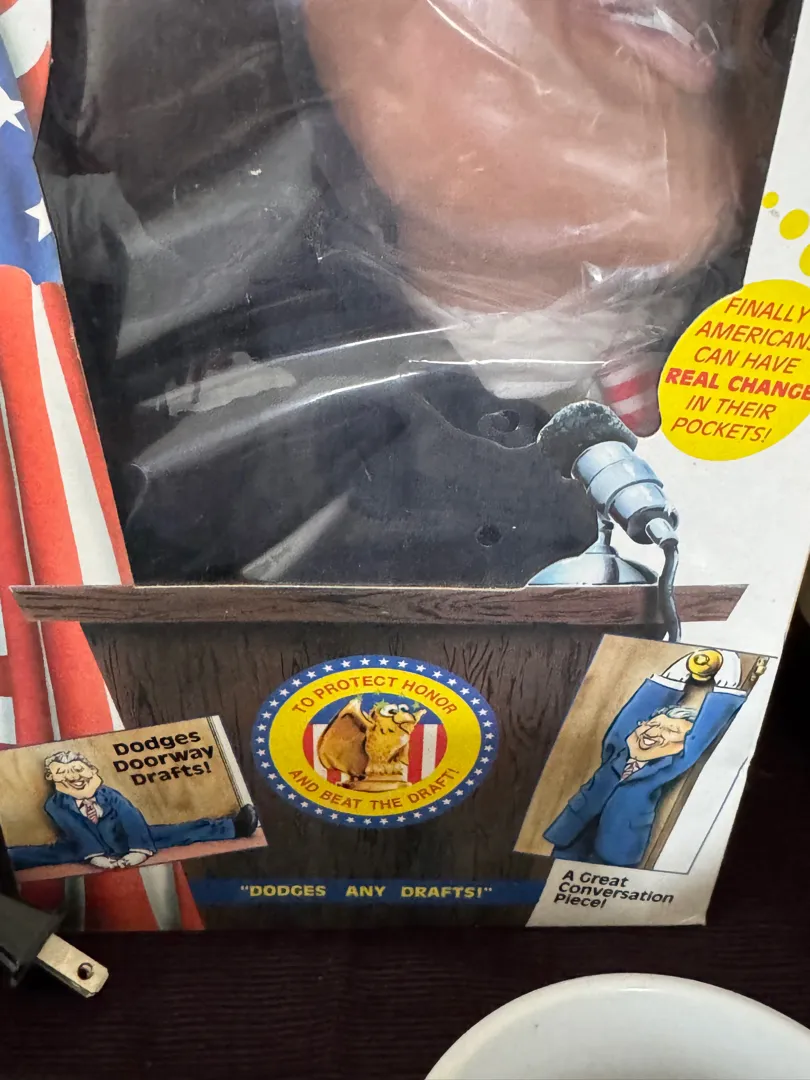 FINALLY
AMERICANS
CAN HAVE
REAL CHANGE
IN THEIR
POCKETS!
TO PROTECT HONOR
AND BEAT THE DRAFT!
Dodges
Doorway
Drafts!
"DODGES ANY DRAFTS!"
A Great
Conversation
Piece!